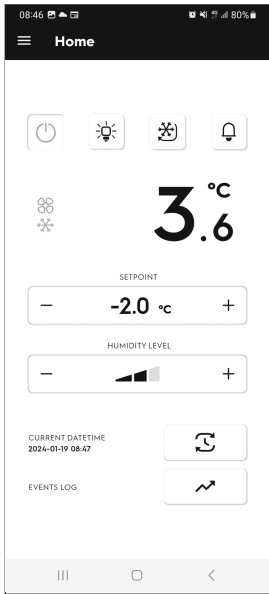 08:46 80%
Home
3.6 °C
SETPOINT
− -2.0 °C +
HUMIDITY LEVEL
− +
CURRENT DATETIME
2024-01-19 08:47
EVENTS LOG